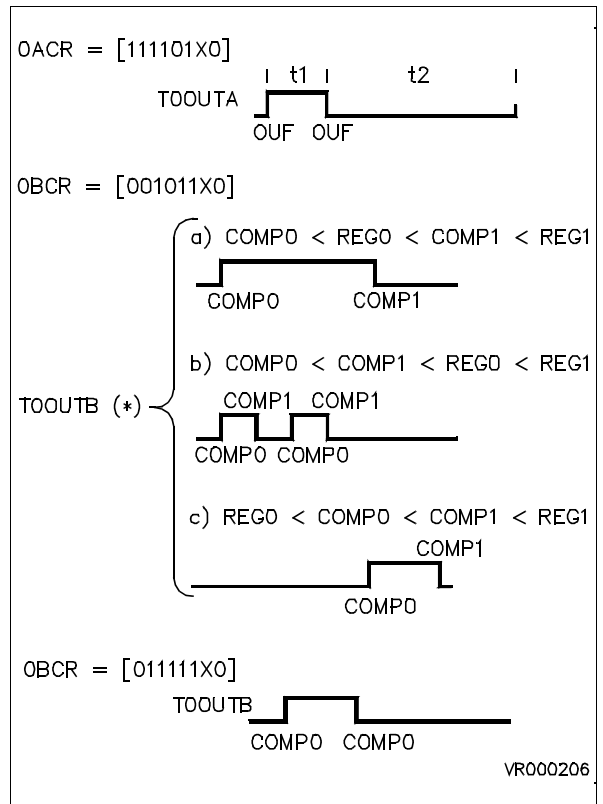 OACR = [111101X0]
t1 t2
T0OUTA
OUF OUF
OBCR = [001011X0]
a) COMP0 < REG0 < COMP1 < REG1
COMP0 COMP1
b) COMP0 < COMP1 < REG0 < REG1
T0OUTB (*)
COMP1 COMP1
COMP0 COMP0
c) REG0 < COMP0 < COMP1 < REG1
COMP1
COMP0
OBCR = [011111X0]
T0OUTB
COMP0 COMP0
VR000206